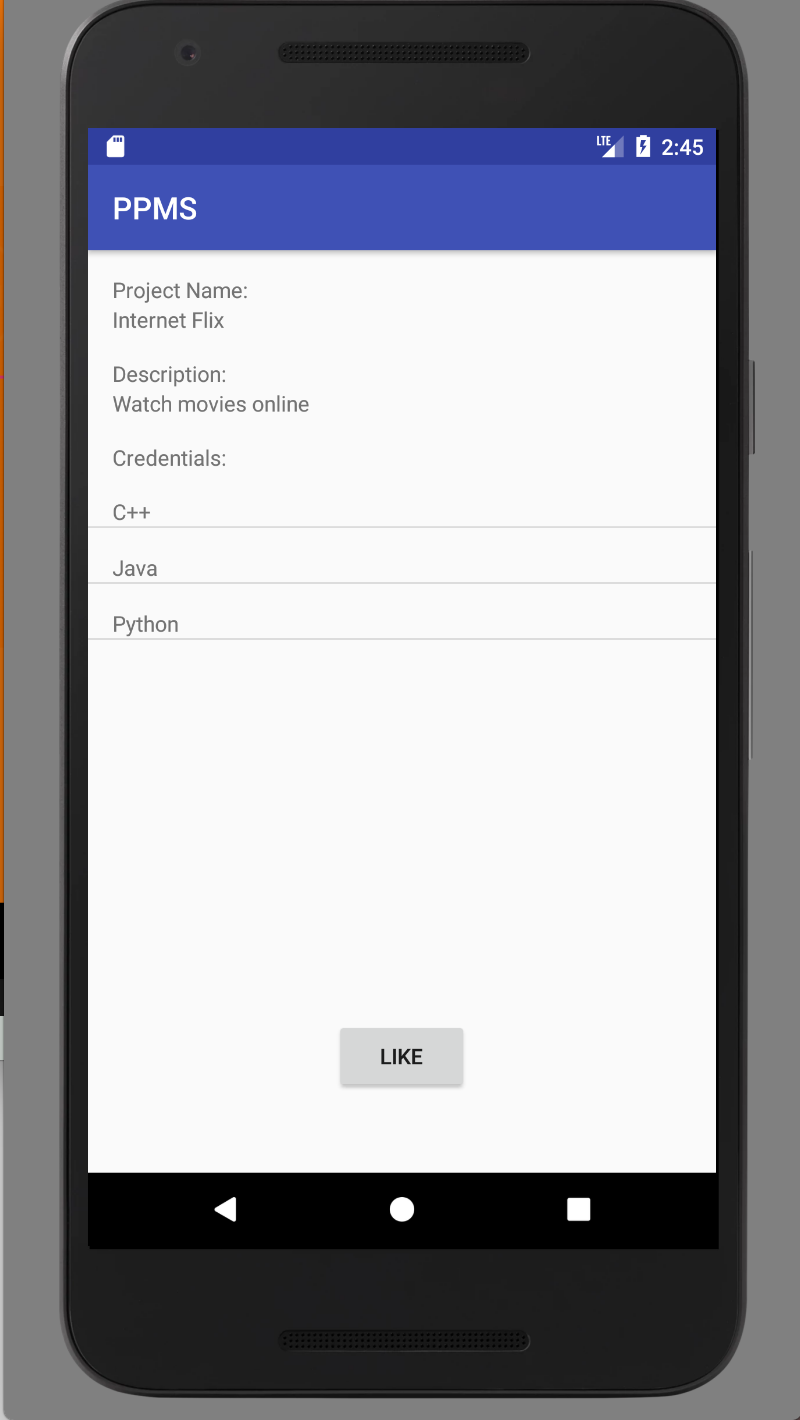 LTE 2:45
PPMS
Project Name:
Internet Flix
Description:
Watch movies online
Credentials:
C++
Java
Python
LIKE